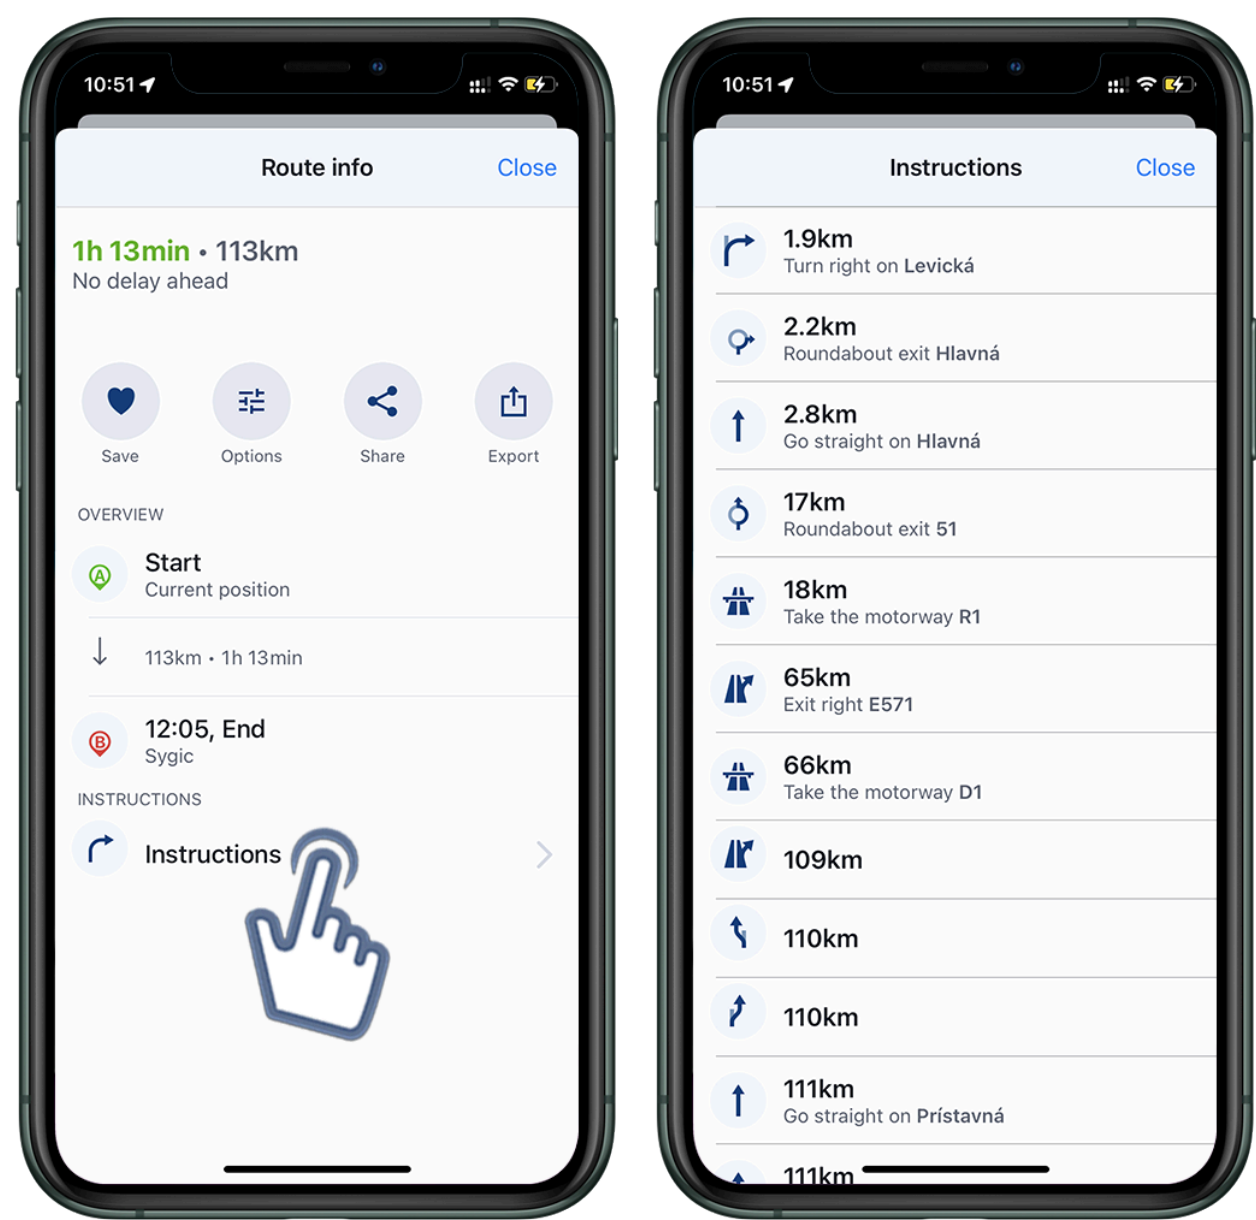 10:51
Route info
Close
1h 13min • 113km
No delay ahead
Save
Options
Share
Export
OVERVIEW
A
Start
Current position
113km • 1h 13min
B
12:05, End
Sygic
INSTRUCTIONS
Instructions
10:51
Instructions
Close
1.9km
Turn right on Levická
2.2km
Roundabout exit Hlavná
2.8km
Go straight on Hlavná
17km
Roundabout exit 51
18km
Take the motorway R1
65km
Exit right E571
66km
Take the motorway D1
109km
110km
110km
111km
Go straight on Prístavná
111km